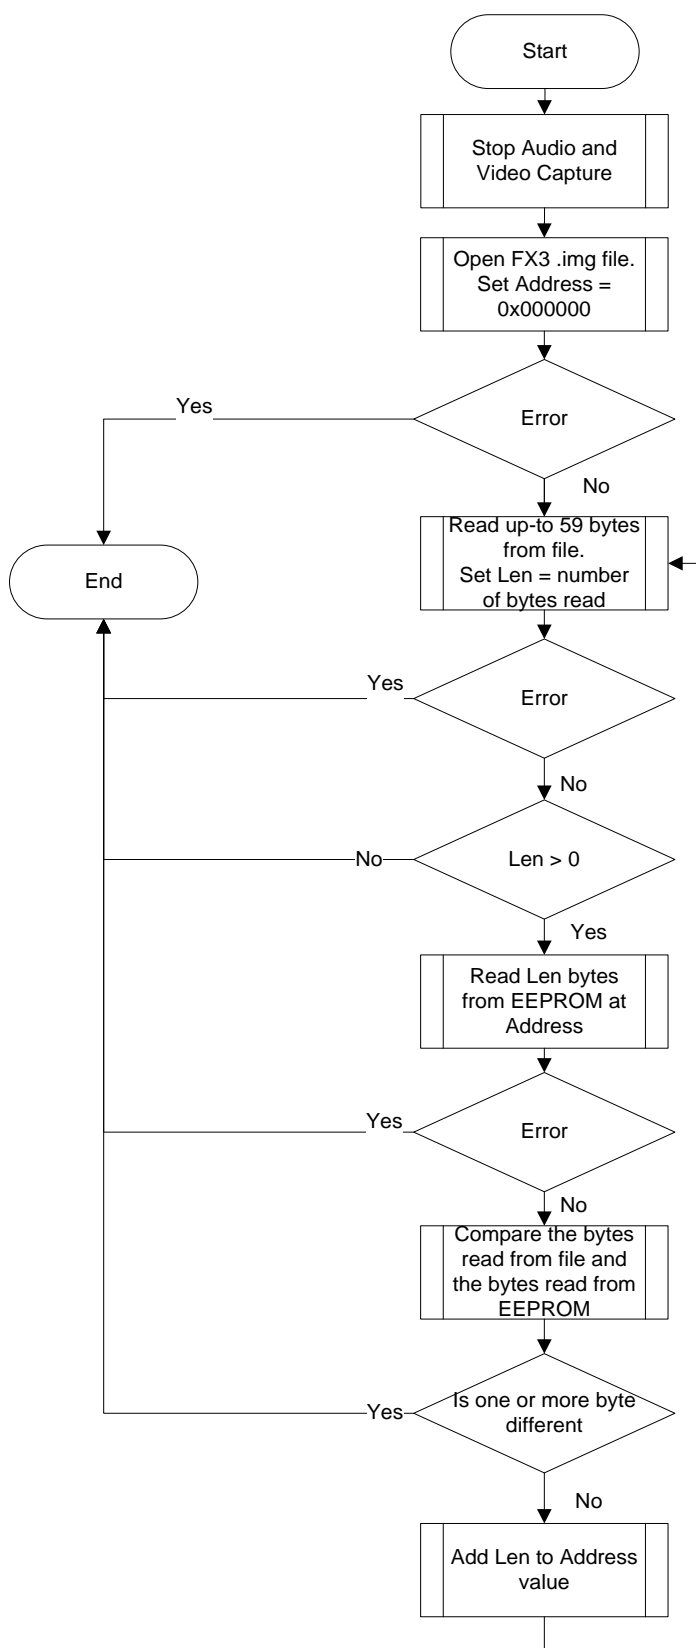 Start
Stop Audio and
Video Capture
Open FX3 .img file.
Set Address =
0x000000
Yes
Error
No
Read up-to 59 bytes
from file.
Set Len = number
of bytes read
End
Yes
Error
No
No
Len > 0
Yes
Read Len bytes
from EEPROM at
Address
Yes
Error
No
Compare the bytes
read from file and
the bytes read from
EEPROM
Yes
Is one or more byte
different
No
Add Len to Address
value